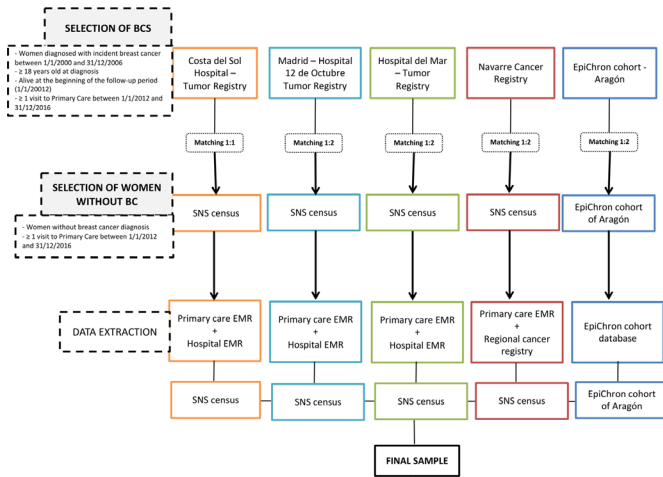 SELECTION OF BCS
- Women diagnosed with incident breast cancer
between 1/1/2000 and 31/12/2006
- ≥ 18 years old at diagnosis
- Alive at the beginning of the follow-up period
(1/1/20012)
- ≥ 1 visit to Primary Care between 1/1/2012 and
31/12/2016
Costa del Sol
Hospital –
Tumor Registry
Madrid – Hospital
12 de Octubre
Tumor Registry
Hospital del Mar
– Tumor
Registry
Navarre Cancer
Registry
EpiChron cohort -
Aragón
Matching 1:1
Matching 1:2
Matching 1:2
Matching 1:2
Matching 1:2
SELECTION OF WOMEN
WITHOUT BC
- Women without breast cancer diagnosis
- ≥ 1 visit to Primary Care between 1/1/2012
and 31/12/2016
SNS census
SNS census
SNS census
SNS census
EpiChron cohort
of Aragón
DATA EXTRACTION
Primary care EMR
+
Hospital EMR
Primary care EMR
+
Hospital EMR
Primary care EMR
+
Hospital EMR
Primary care EMR
+
Regional cancer
registry
EpiChron cohort
database
SNS census
SNS census
SNS census
SNS census
EpiChron cohort
of Aragón
FINAL SAMPLE